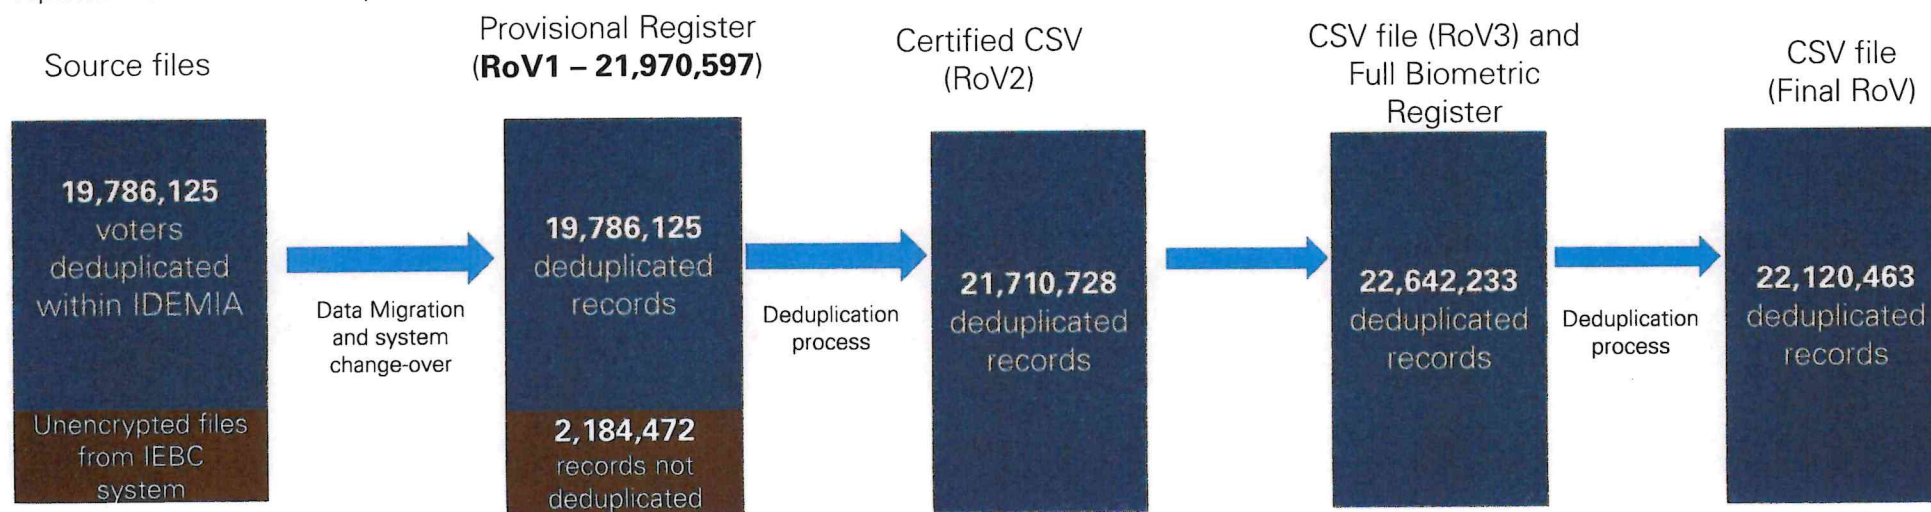 Source files
19,786,125
voters
deduplicated
within IDEMIA
Unencrypted files
from IEBC
system
Data Migration
and system
change-over
Provisional Register
(RoV1 – 21,970,597)
19,786,125
deduplicated
records
2,184,472
records not
deduplicated
Deduplication
process
Certified CSV
(RoV2)
21,710,728
deduplicated
records
CSV file (RoV3) and
Full Biometric
Register
22,642,233
deduplicated
records
Deduplication
process
CSV file
(Final RoV)
22,120,463
deduplicated
records